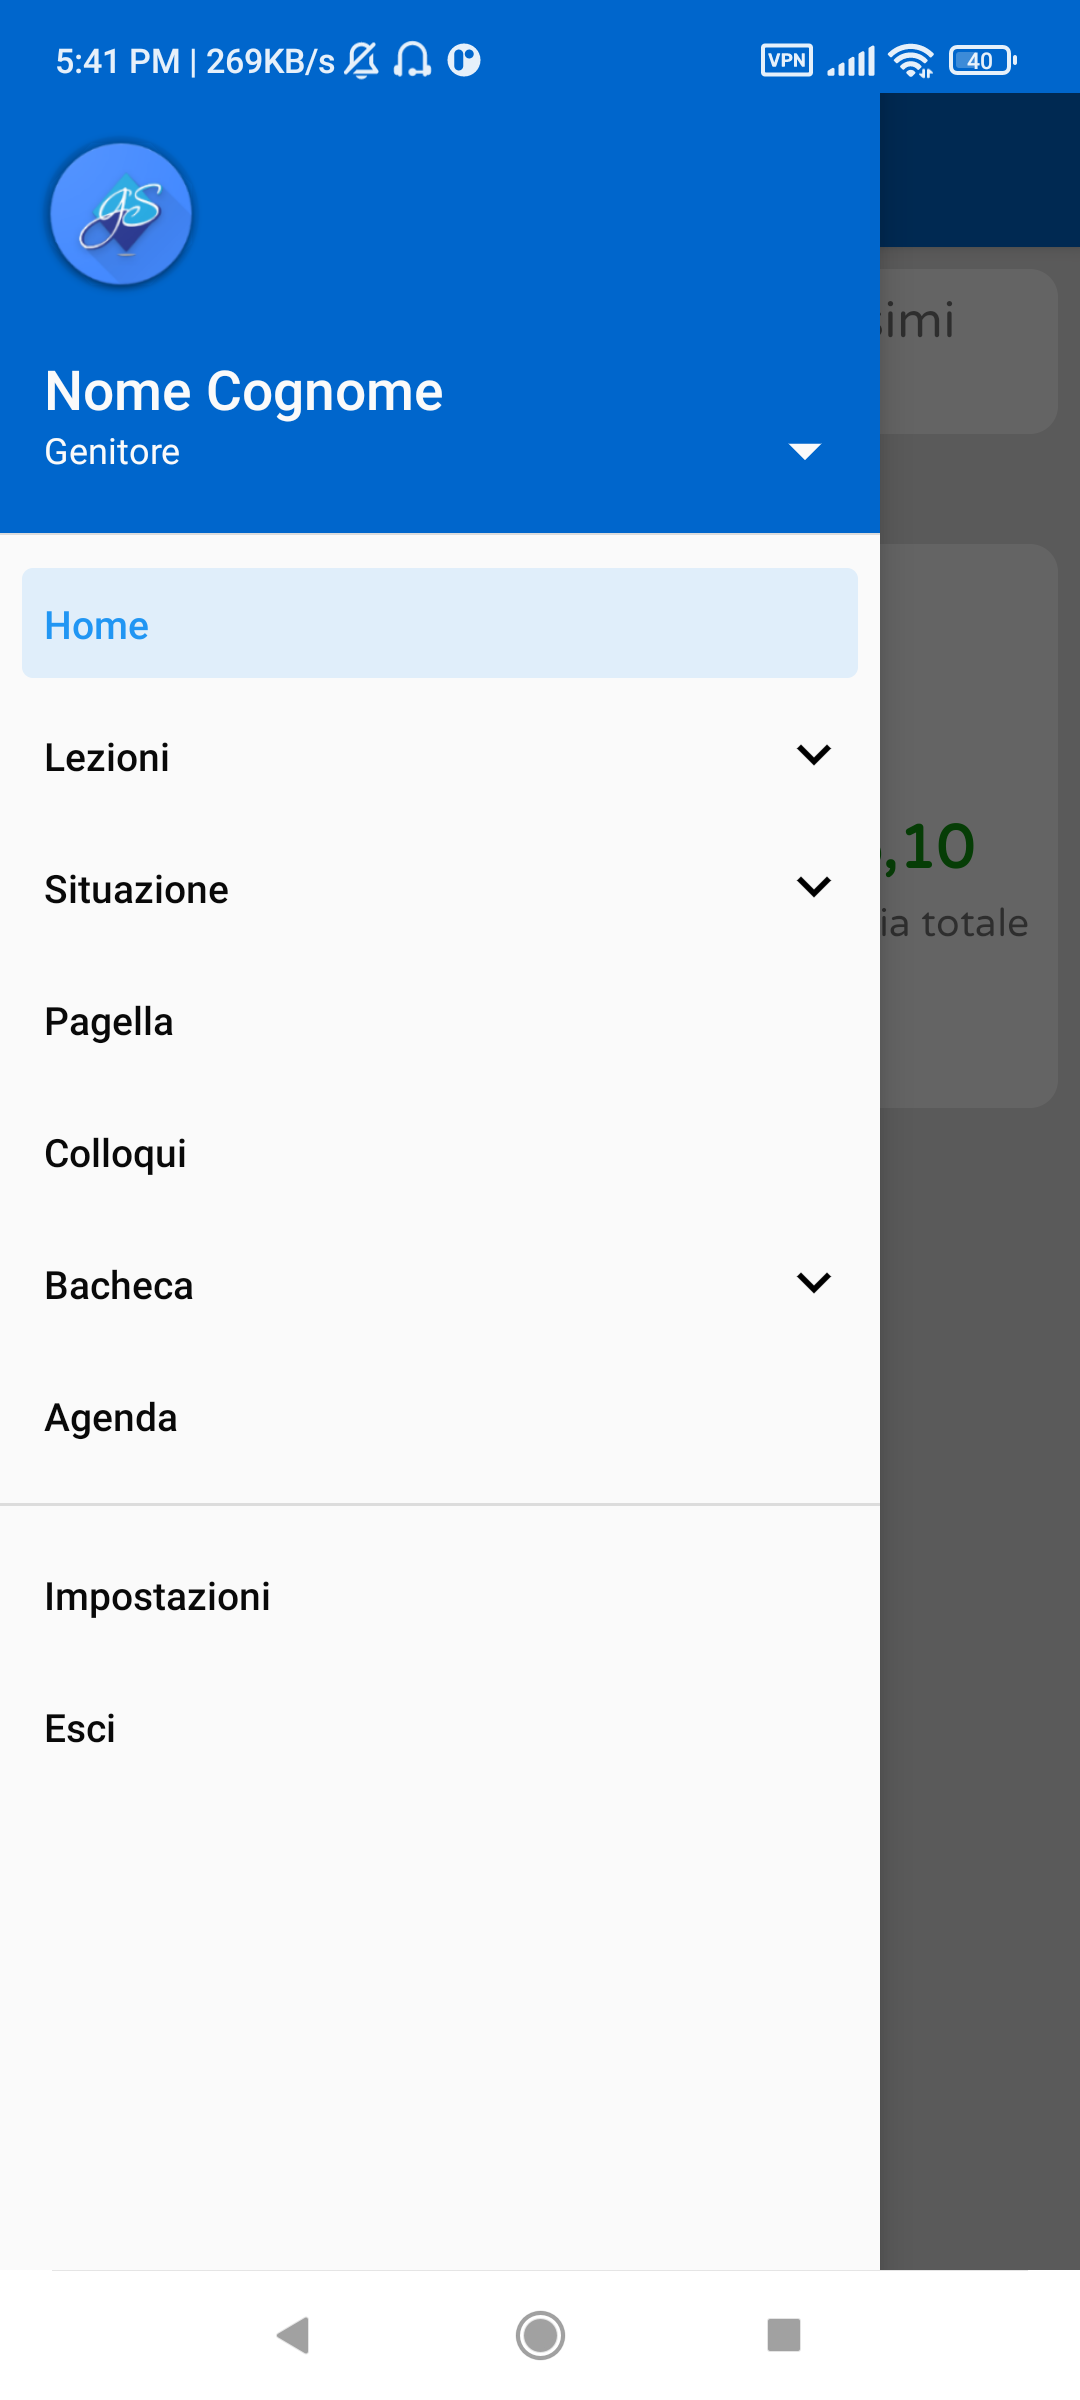 5:41 PM | 269KB/s
VPN
40
gs
Nome Cognome
Genitore
Home
Lezioni
Situazione
Pagella
Colloqui
Bacheca
Agenda
Impostazioni
Esci
simi
,10
ia totale